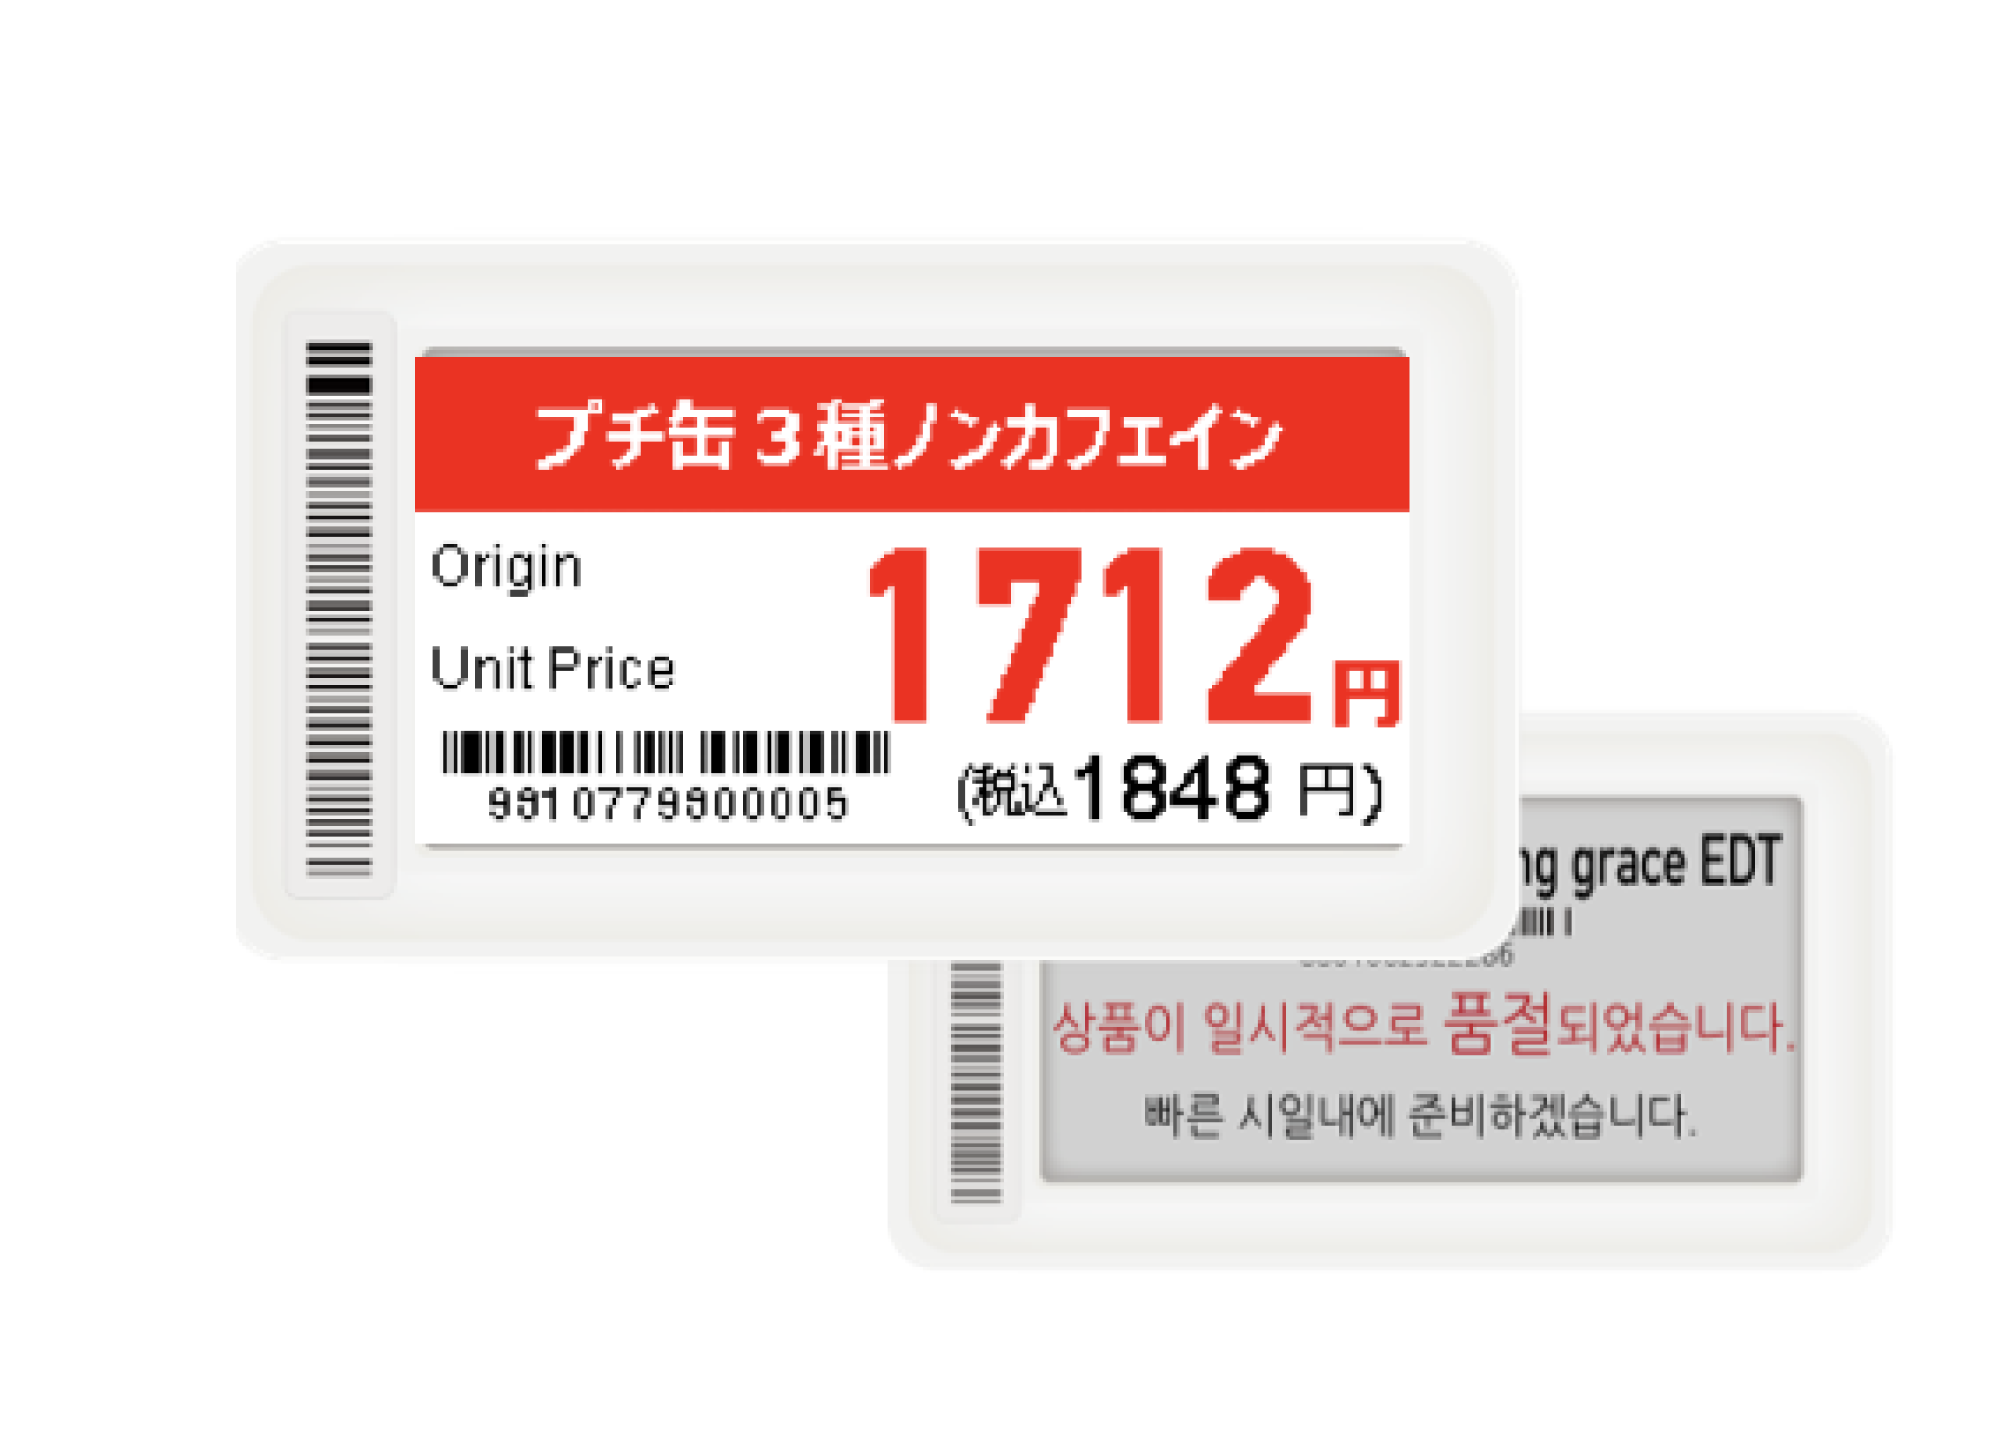 プチ缶3種ノンカフェイン
Origin
1712円
Unit Price
9910779900005
(税込1848 円)
grace EDT
상품이 일시적으로 품절되었습니다.
빠른 시일내에 준비하겠습니다.